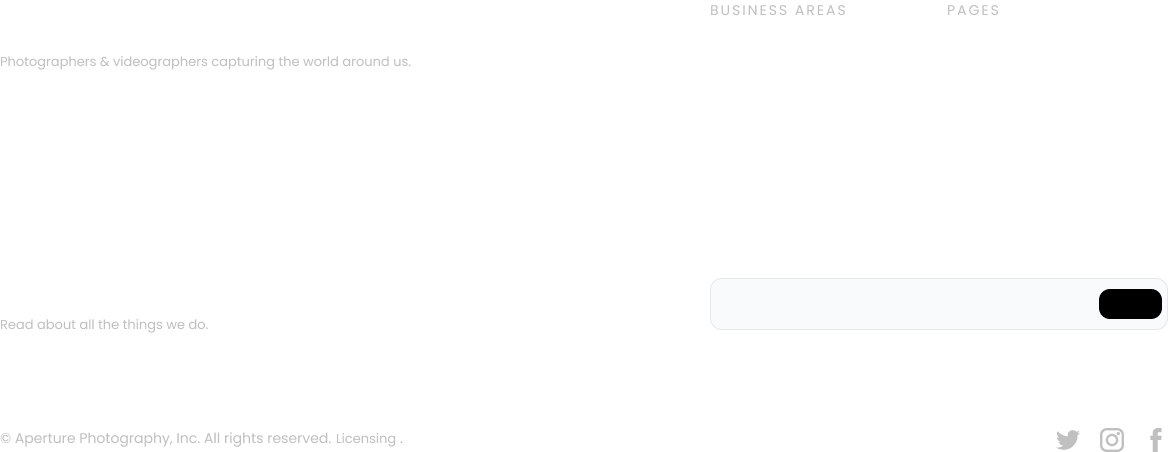 BUSINESS AREAS
PAGES
Photographers & videographers capturing the world around us.
Read about all the things we do.
© Aperture Photography, Inc. All rights reserved. Licensing .